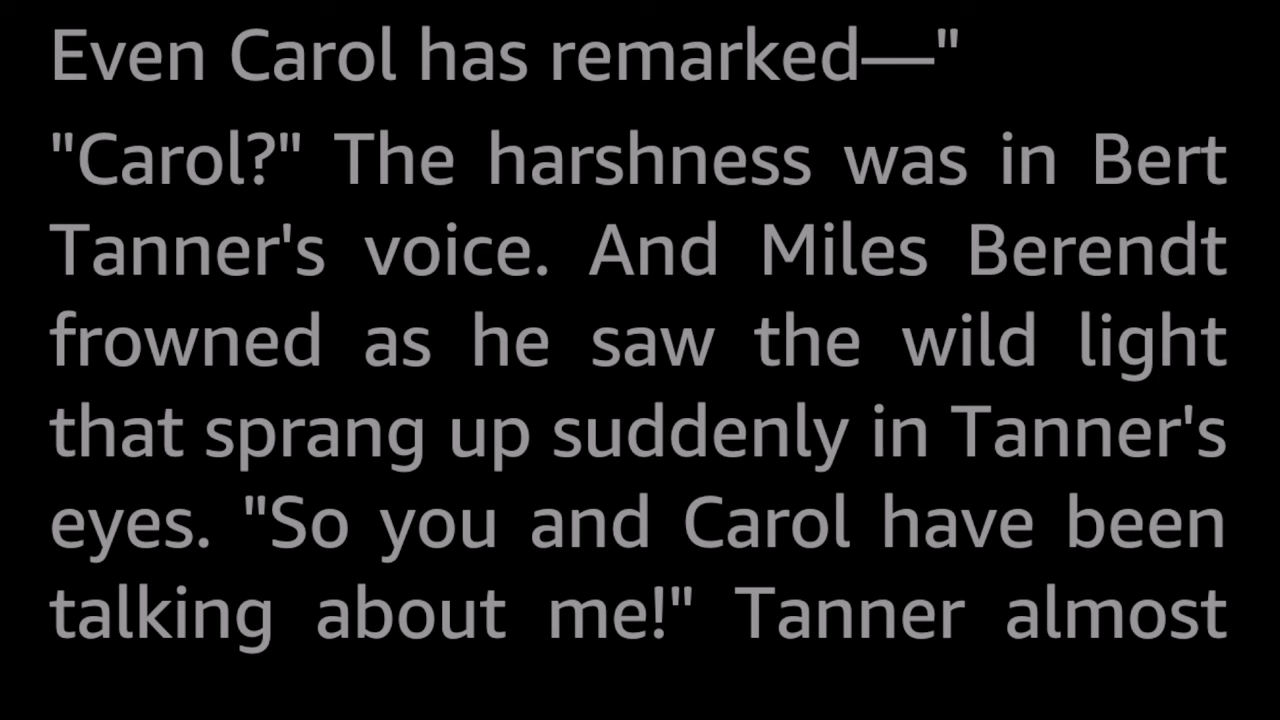 Even Carol has remarked—"
"Carol?" The harshness was in Bert
Tanner's voice. And Miles Berendt
frowned as he saw the wild light
that sprang up suddenly in Tanner's
eyes. "So you and Carol have been
talking about me!" Tanner almost